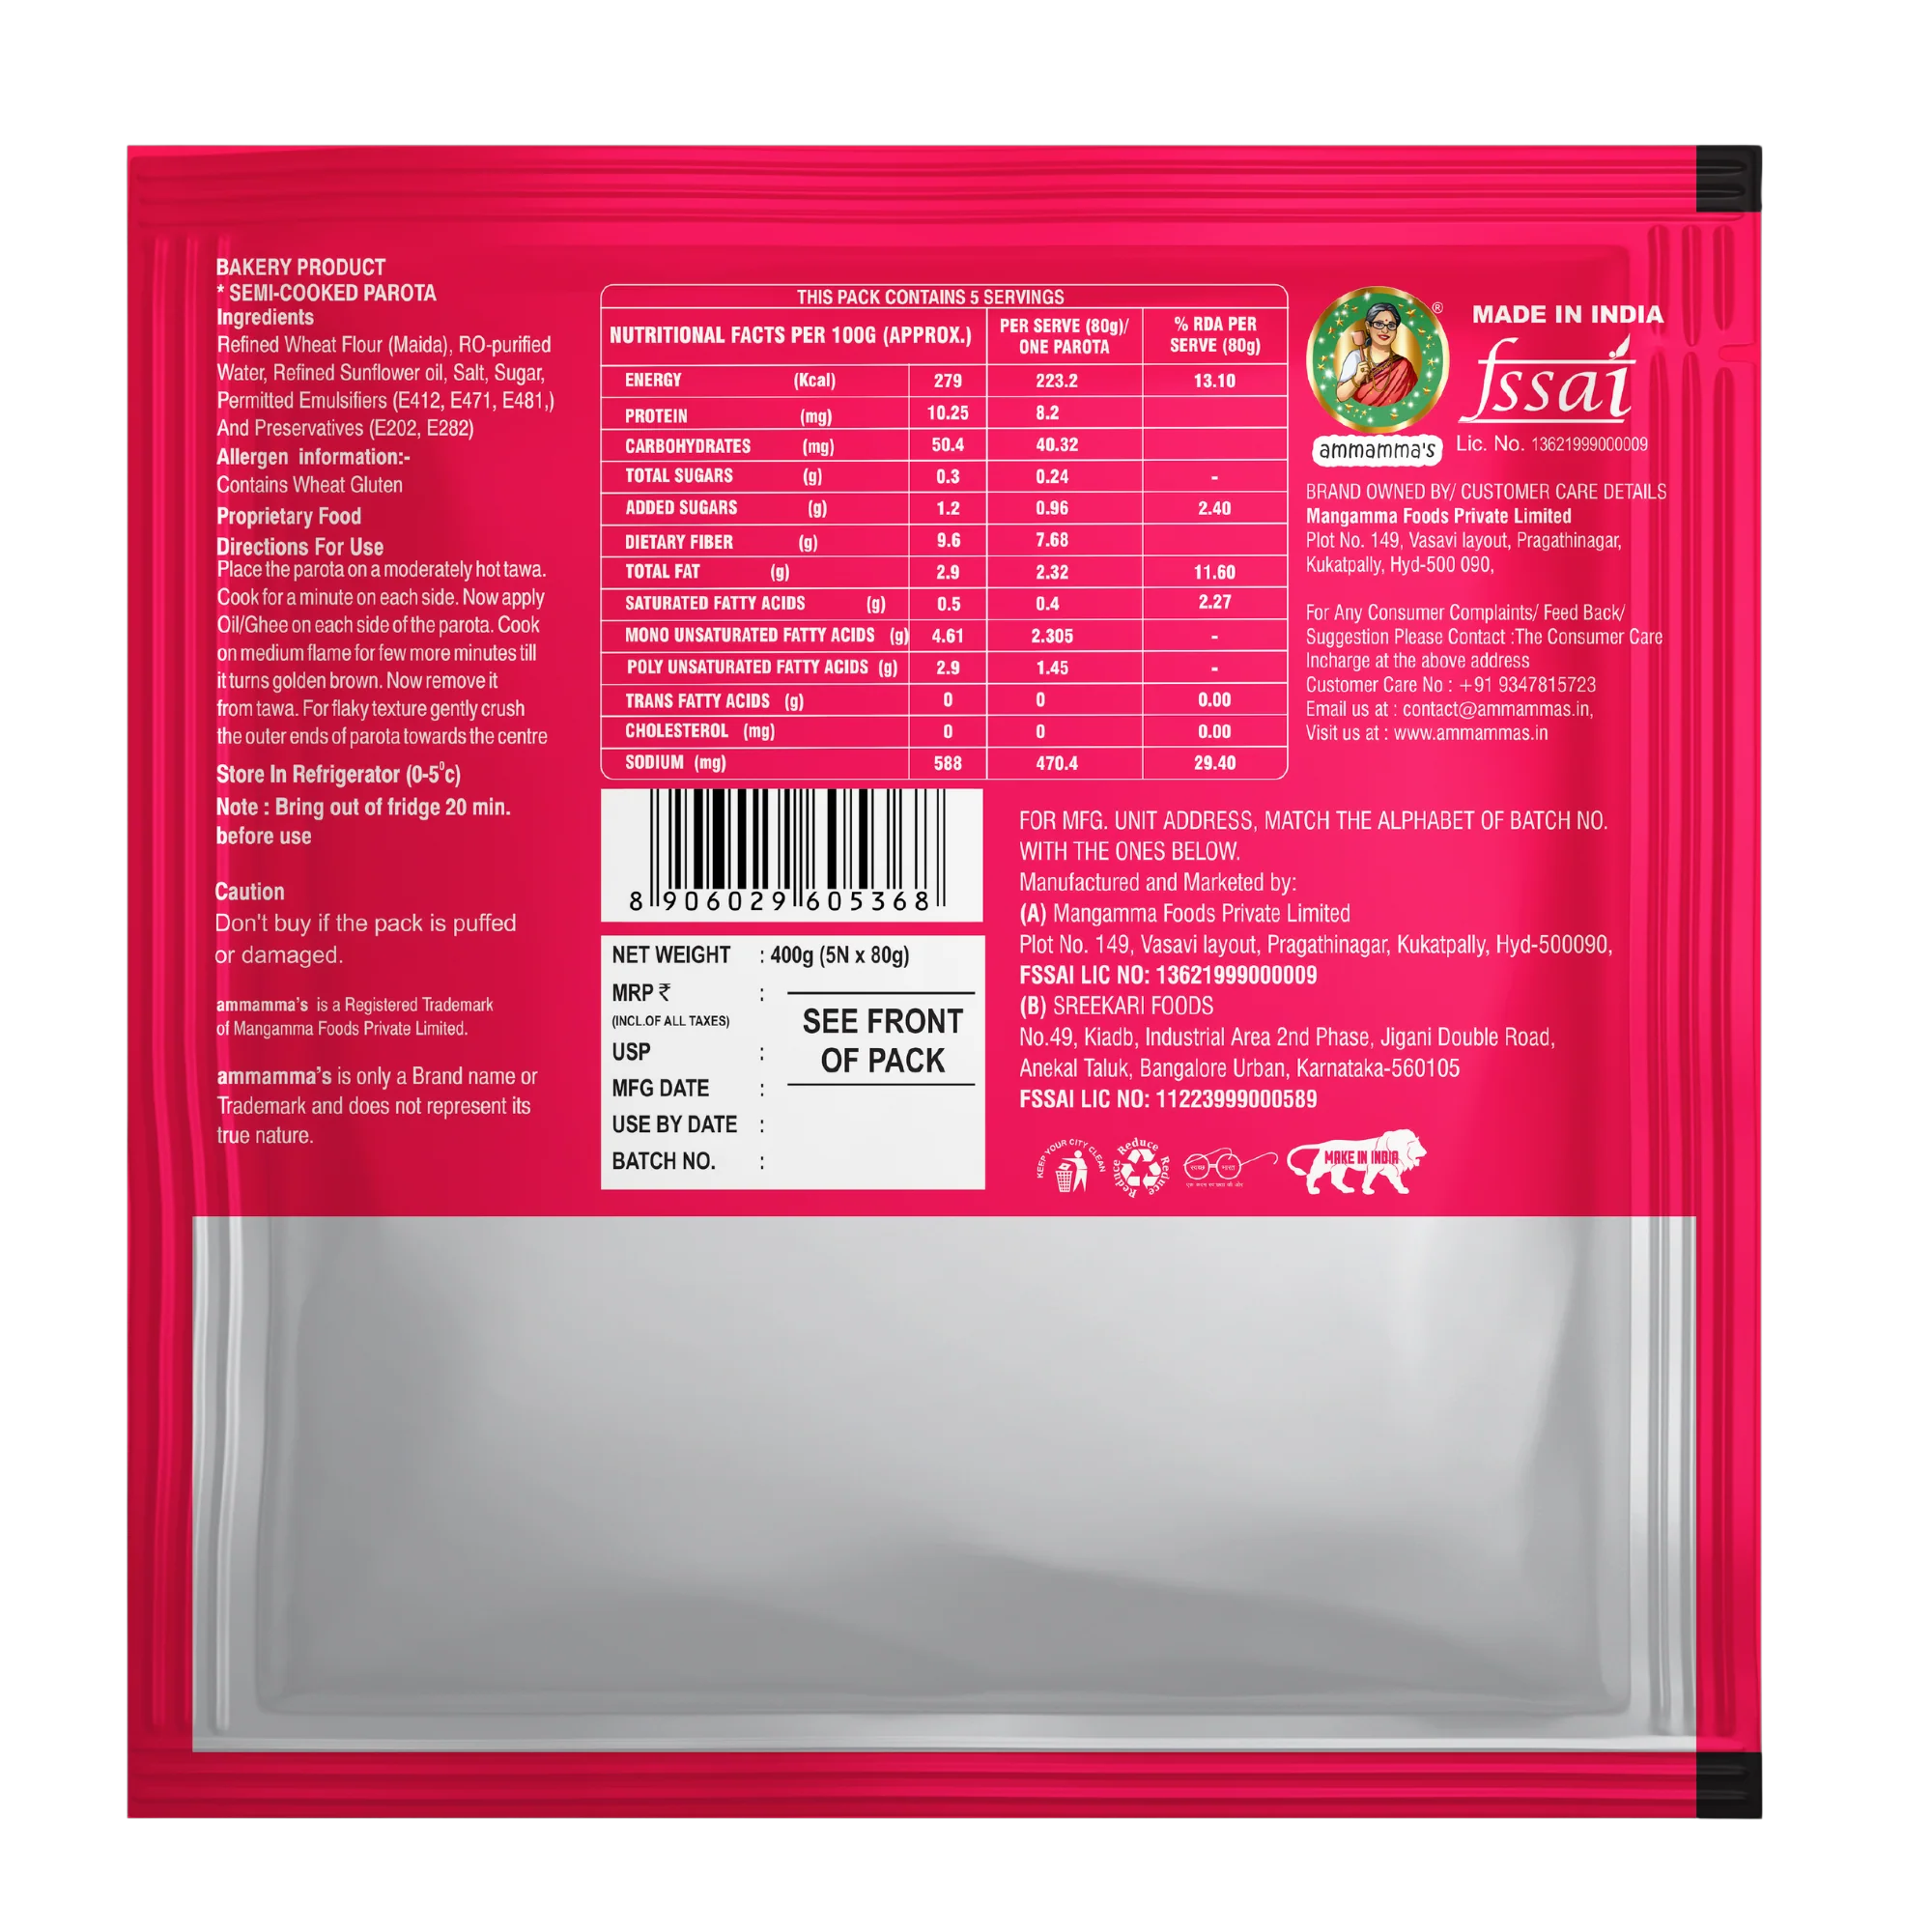 BAKERY PRODUCT
* SEMI-COOKED PAROTA
Ingredients
Refined Wheat Flour (Maida), RO-purified
Water, Refined Sunflower oil, Salt, Sugar,
Permitted Emulsifiers (E412, E471, E481,)
And Preservatives (E202, E282)
Allergen information:-
Contains Wheat Gluten
Proprietary Food
Directions For Use
Place the parota on a moderately hot tawa.
Cook for a minute on each side. Now apply
Oil/Ghee on each side of the parota. Cook
on medium flame for few more minutes till
it turns golden brown. Now remove it
from tawa. For flaky texture gently crush
the outer ends of parota towards the centre
Store In Refrigerator (0-5⁰c)
Note : Bring out of fridge 20 min.
before use
Caution
Don't buy if the pack is puffed
or damaged.
ammamma's is a Registered Trademark
of Mangamma Foods Private Limited.
ammamma's is only a Brand name or
Trademark and does not represent its
true nature.
THIS PACK CONTAINS 5 SERVINGS
NUTRITIONAL FACTS PER 100G (APPROX.) PER SERVE (80g)/ ONE PAROTA % RDA PER SERVE (80g)
ENERGY (Kcal) 279 223.2 13.10
PROTEIN (mg) 10.25 8.2
CARBOHYDRATES (mg) 50.4 40.32
TOTAL SUGARS (g) 0.3 0.24 -
ADDED SUGARS (g) 1.2 0.96 2.40
DIETARY FIBER (g) 9.6 7.68
TOTAL FAT (g) 2.9 2.32 11.60
SATURATED FATTY ACIDS (g) 0.5 0.4 2.27
MONO UNSATURATED FATTY ACIDS (g) 4.61 2.305 -
POLY UNSATURATED FATTY ACIDS (g) 2.9 1.45 -
TRANS FATTY ACIDS (g) 0 0 0.00
CHOLESTEROL (mg) 0 0 0.00
SODIUM (mg) 588 470.4 29.40
8 906029 605368
NET WEIGHT : 400g (5N x 80g)
MRP ₹ :
(INCL.OF ALL TAXES)
USP :
MFG DATE :
USE BY DATE :
BATCH NO. :
SEE FRONT
OF PACK
®
ammamma's
MADE IN INDIA
fssai
Lic. No. 13621999000009
BRAND OWNED BY/ CUSTOMER CARE DETAILS
Mangamma Foods Private Limited
Plot No. 149, Vasavi layout, Pragathinagar,
Kukatpally, Hyd-500 090,
For Any Consumer Complaints/ Feed Back/
Suggestion Please Contact :The Consumer Care
Incharge at the above address
Customer Care No : +91 9347815723
Email us at : contact@ammammas.in,
Visit us at : www.ammammas.in
FOR MFG. UNIT ADDRESS, MATCH THE ALPHABET OF BATCH NO.
WITH THE ONES BELOW.
Manufactured and Marketed by:
(A) Mangamma Foods Private Limited
Plot No. 149, Vasavi layout, Pragathinagar, Kukatpally, Hyd-500090,
FSSAI LIC NO: 13621999000009
(B) SREEKARI FOODS
No.49, Kiadb, Industrial Area 2nd Phase, Jigani Double Road,
Anekal Taluk, Bangalore Urban, Karnataka-560105
FSSAI LIC NO: 11223999000589
KEEP YOUR CITY CLEAN
Reduce Reduce Reduce
स्वच्छ भारत
MAKE IN INDIA